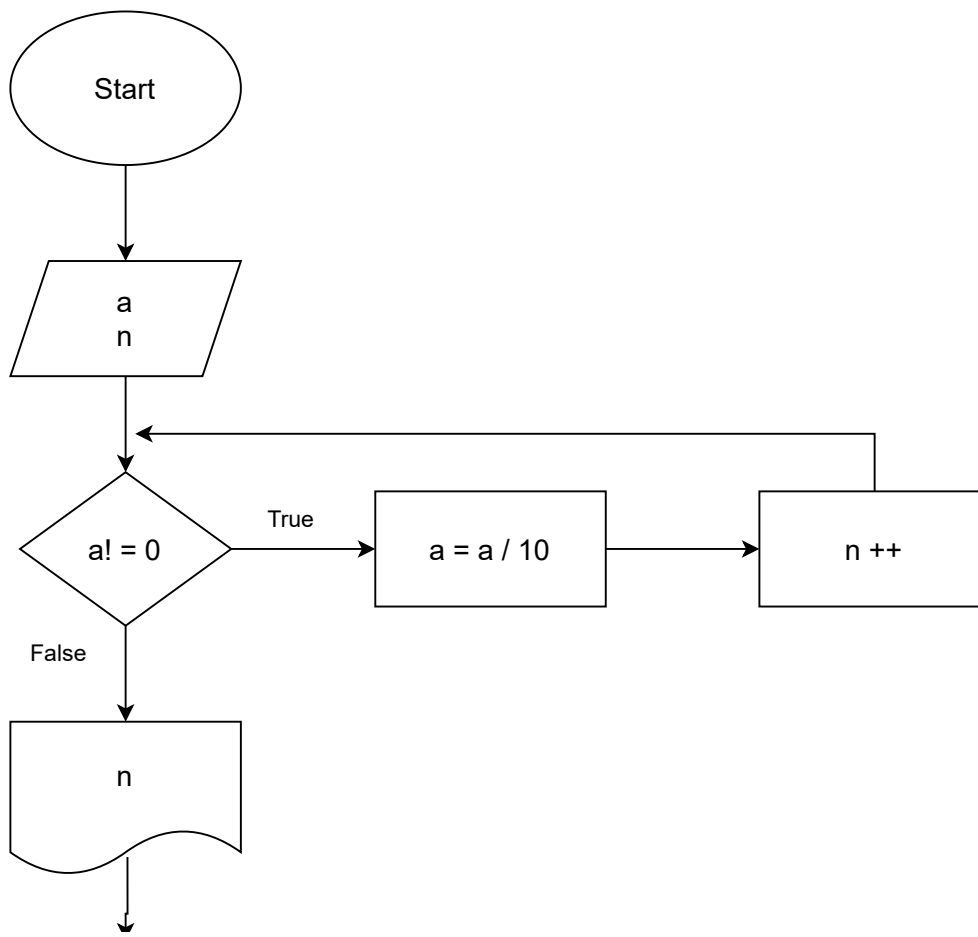 Start
a
n
a! = 0
True
a = a / 10
n ++
False
n